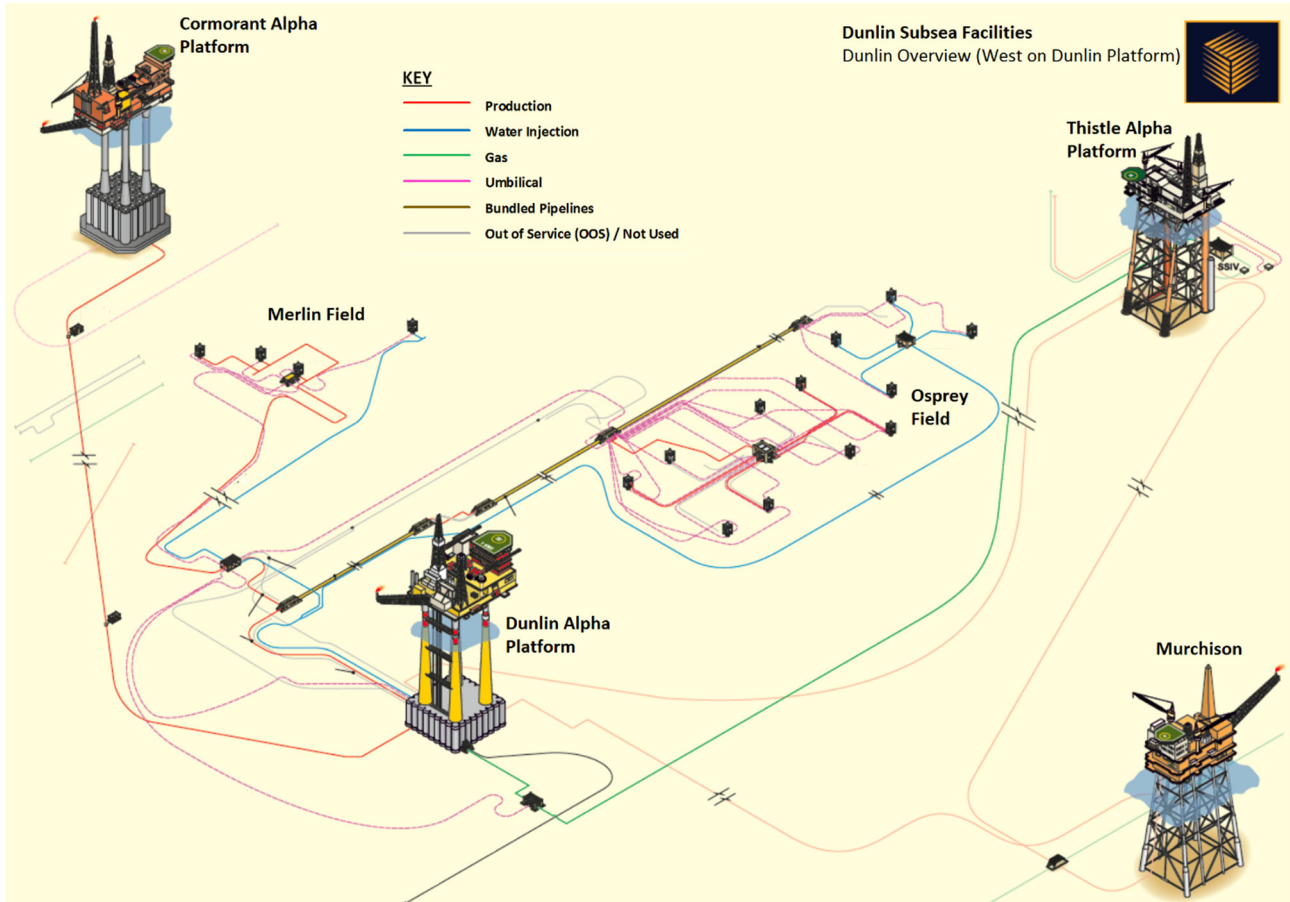 Cormorant Alpha
Platform
Dunlin Subsea Facilities
Dunlin Overview (West on Dunlin Platform)
KEY
Production
Water Injection
Gas
Umbilical
Bundled Pipelines
Out of Service (OOS) / Not Used
Thistle Alpha
Platform
SSIV
Merlin Field
Osprey
Field
Dunlin Alpha
Platform
Murchison